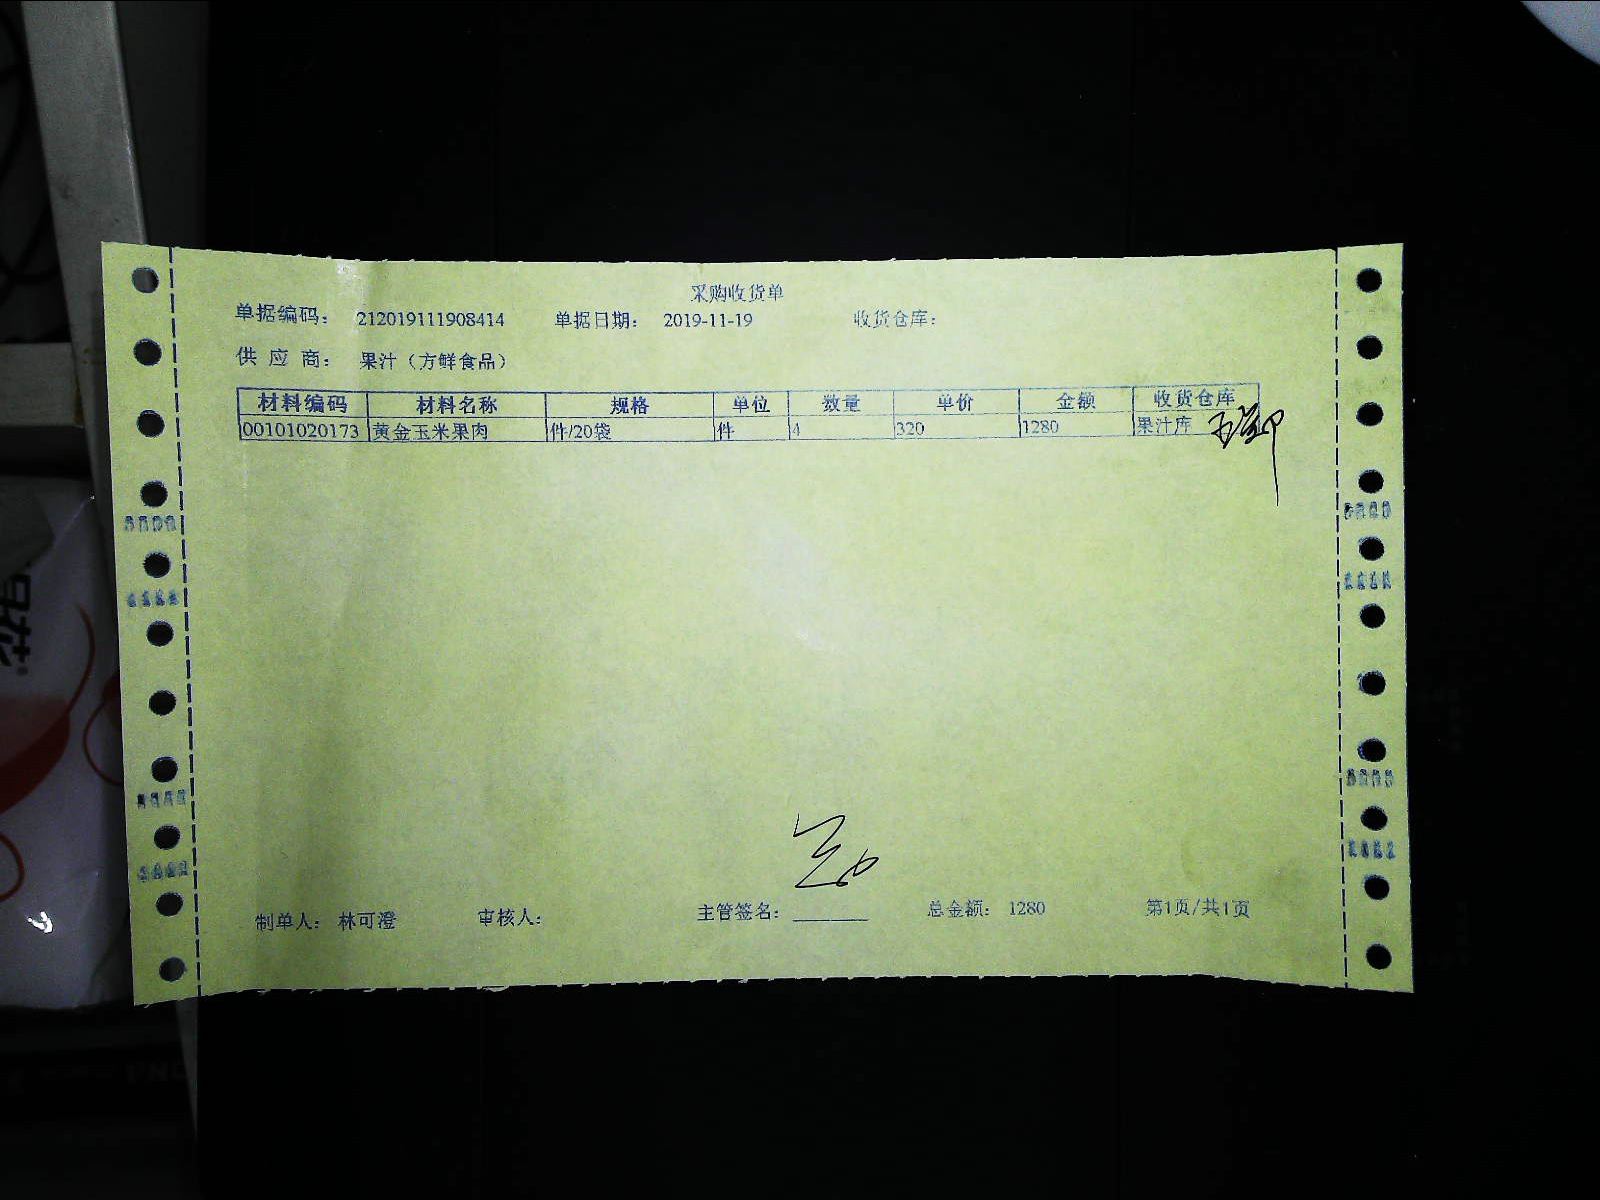 采购收货单
单据编码: 212019111908414 单据日期: 2019-11-19 收货仓库:
供 应 商: 果汁（方鲜食品）
材料编码 材料名称 规格 单位 数量 单价 金额 收货仓库
00101020173 黄金玉米果肉 件/20袋 件 4 320 1280 果汁库
制单人: 林可澄 审核人: 主管签名: 总金额: 1280 第1页/共1页